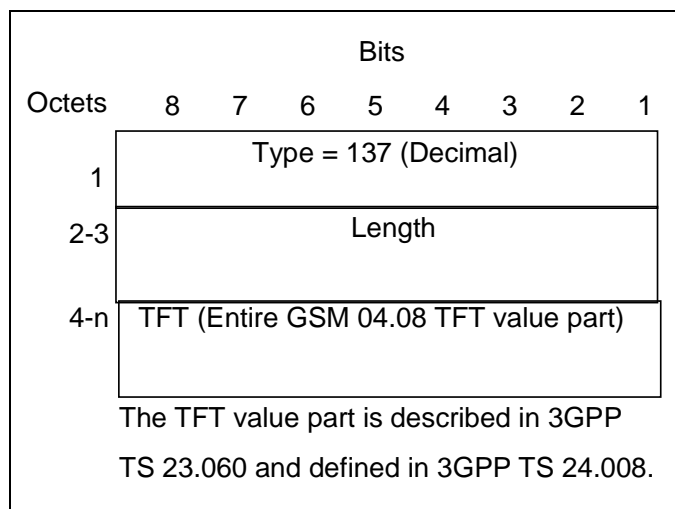 Bits
Octets 8 7 6 5 4 3 2 1
1 Type = 137 (Decimal)
2-3 Length
4-n TFT (Entire GSM 04.08 TFT value part)
The TFT value part is described in 3GPP
TS 23.060 and defined in 3GPP TS 24.008.